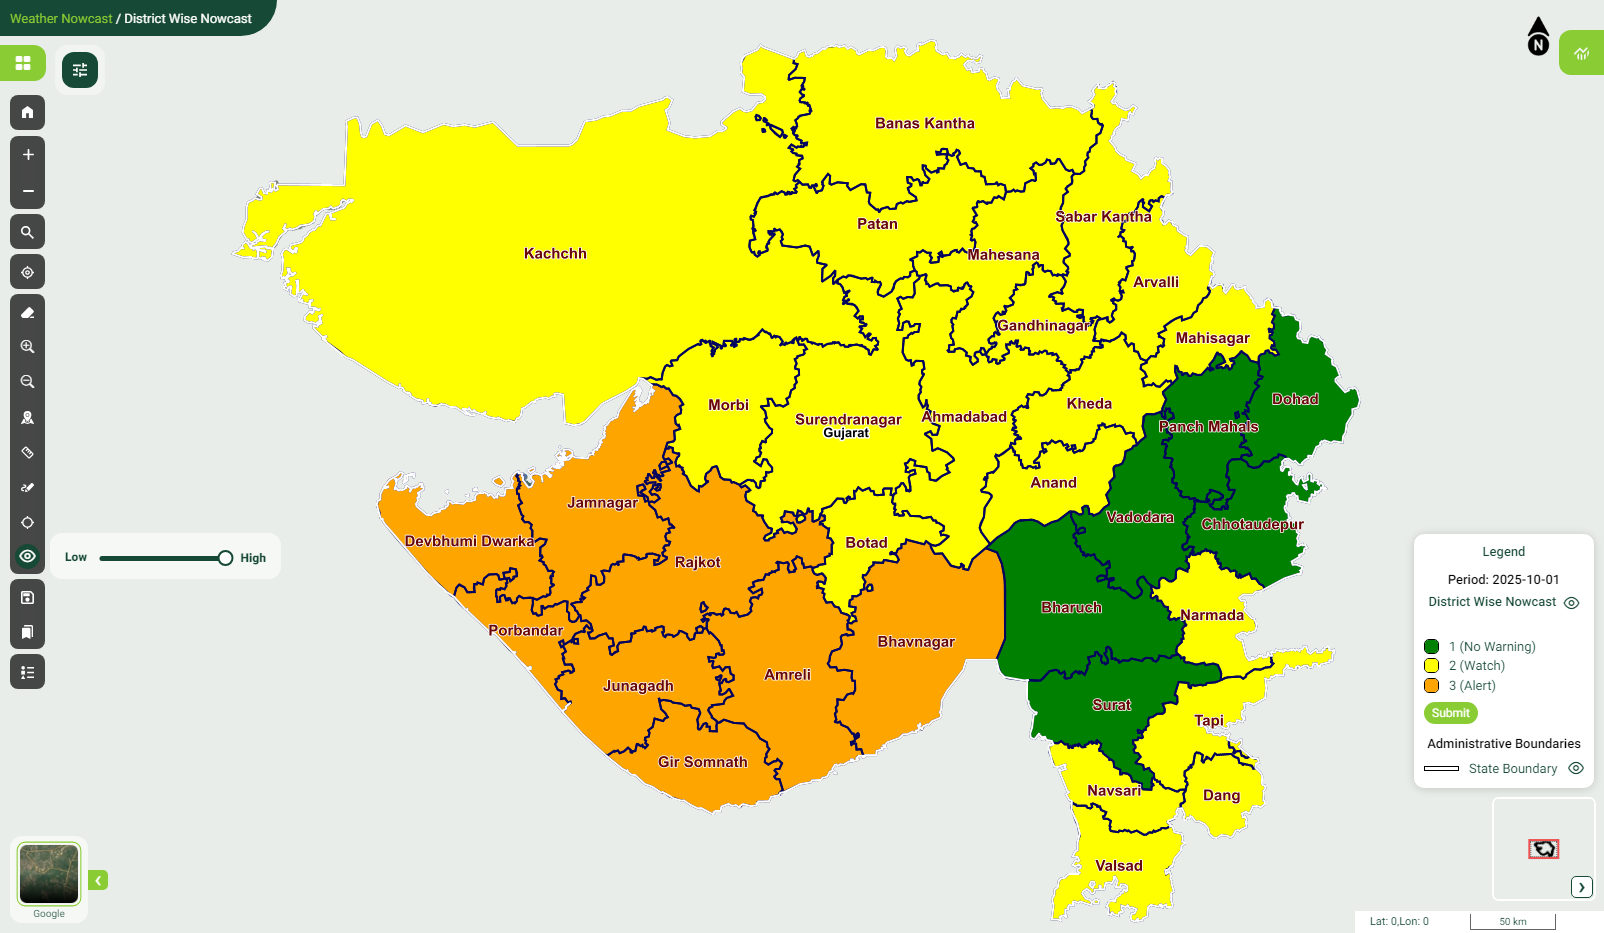 Weather Nowcast / District Wise Nowcast
N
Banas Kantha
Sabar Kantha
Patan
Kachchh
Mahesana
Arvalli
Gandhinagar
Mahisagar
Dohad
Morbi
Kheda
Surendranagar
Ahmadabad
Gujarat
Panch Mahals
Anand
Jamnagar
Vadodara
Chhotaudepur
Devbhumi Dwarka
Botad
Low
High
Rajkot
Bharuch
Narmada
Porbandar
Bhavnagar
Amreli
Junagadh
Surat
Tapi
Gir Somnath
Navsari
Dang
Valsad
Legend
Period: 2025-10-01
District Wise Nowcast
1 (No Warning)
2 (Watch)
3 (Alert)
Submit
Administrative Boundaries
State Boundary
Google
Lat: 0,Lon: 0
50 km